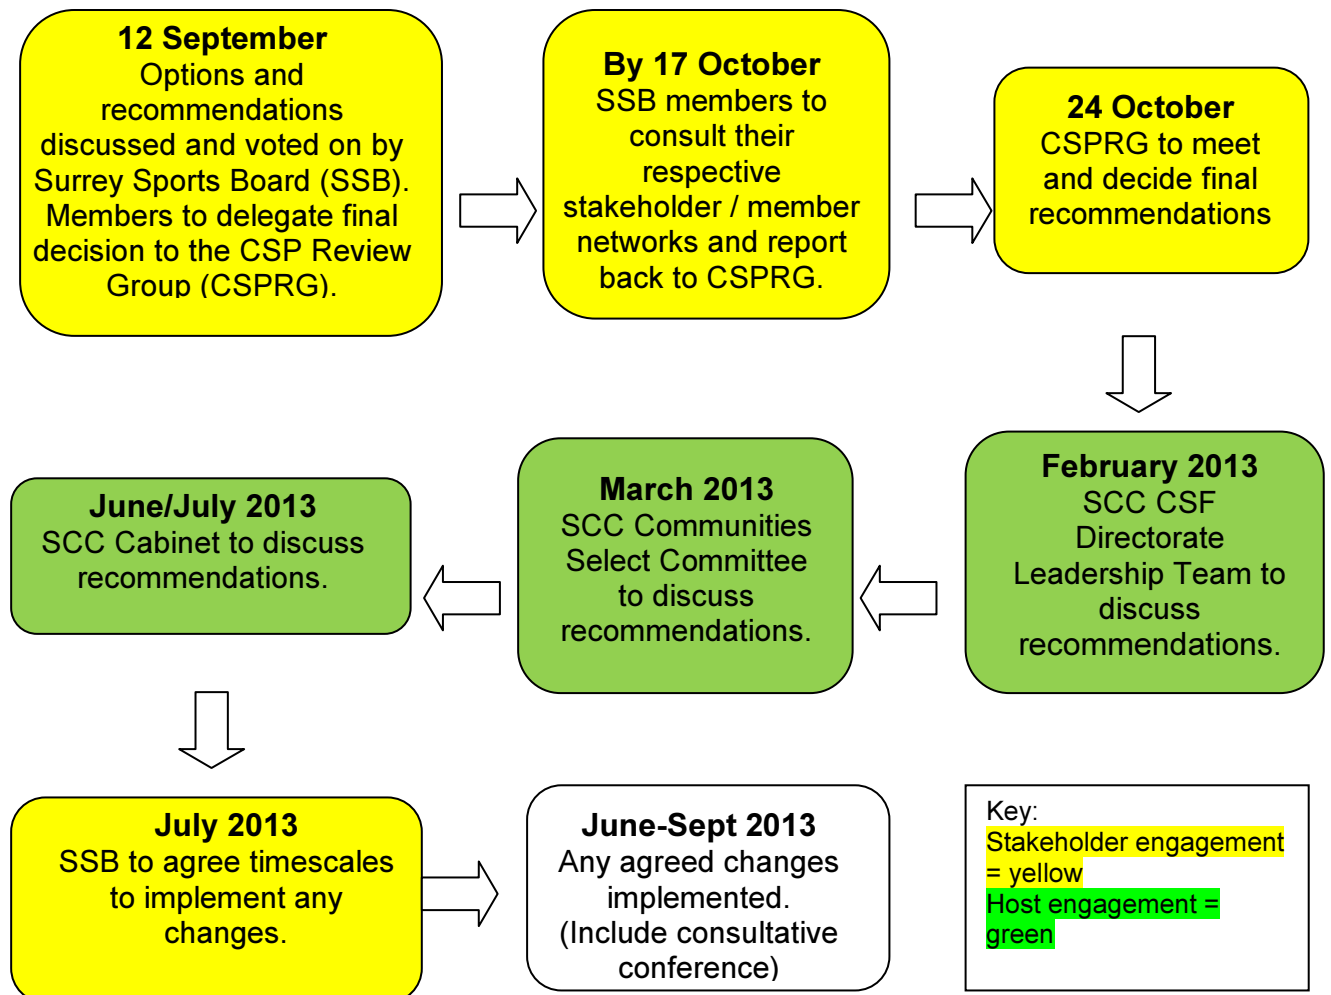 12 September
Options and
recommendations
discussed and voted on by
Surrey Sports Board (SSB).
Members to delegate final
decision to the CSP Review
Group (CSPRG).
By 17 October
SSB members to
consult their
respective
stakeholder / member
networks and report
back to CSPRG.
24 October
CSPRG to meet
and decide final
recommendations
February 2013
SCC CSF
Directorate
Leadership Team to
discuss
recommendations.
March 2013
SCC Communities
Select Committee
to discuss
recommendations.
June/July 2013
SCC Cabinet to discuss
recommendations.
July 2013
SSB to agree timescales
to implement any
changes.
June-Sept 2013
Any agreed changes
implemented.
(Include consultative
conference)
Key:
Stakeholder engagement
= yellow
Host engagement =
green